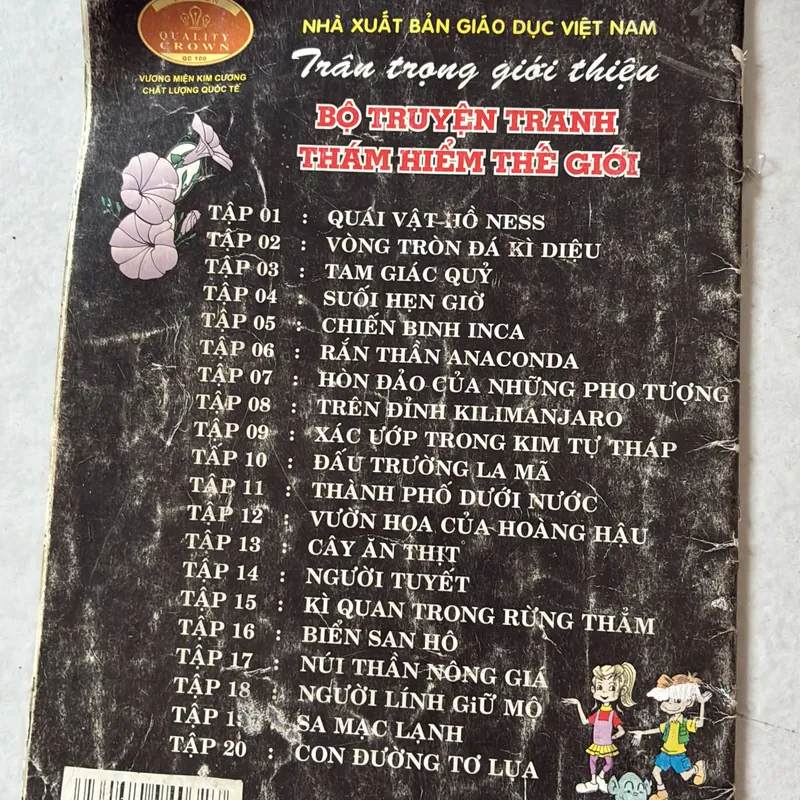 QUALITY
CROWN
QC 100
VƯƠNG MIỆN KIM CƯƠNG
CHẤT LƯỢNG QUỐC TẾ
NHÀ XUẤT BẢN GIÁO DỤC VIỆT NAM
Trân trọng giới thiệu
BỘ TRUYỆN TRANH
THÁM HIỂM THẾ GIỚI
TẬP 01 : QUÁI VẬT HỒ NESS
TẬP 02 : VÒNG TRÒN ĐÁ KÌ DIỆU
TẬP 03 : TAM GIÁC QUỶ
TẬP 04 : SUỐI HẸN GIỜ
TẬP 05 : CHIẾN BINH INCA
TẬP 06 : RẮN THẦN ANACONDA
TẬP 07 : HÒN ĐẢO CỦA NHỮNG PHO TƯỢNG
TẬP 08 : TRÊN ĐỈNH KILIMANJARO
TẬP 09 : XÁC ƯỚP TRONG KIM TỰ THÁP
TẬP 10 : ĐẤU TRƯỜNG LA MÃ
TẬP 11 : THÀNH PHỐ DƯỚI NƯỚC
TẬP 12 : VƯỜN HOA CỦA HOÀNG HẬU
TẬP 13 : CÂY ĂN THỊT
TẬP 14 : NGƯỜI TUYẾT
TẬP 15 : KÌ QUAN TRONG RỪNG THẲM
TẬP 16 : BIỂN SAN HÔ
TẬP 17 : NÚI THẦN NÔNG GIÁ
TẬP 18 : NGƯỜI LÍNH GiỮ MỘ
TẬP 1 : SA MẠC LẠNH
TẬP 20 : CON ĐƯỜNG TƠ LỤA